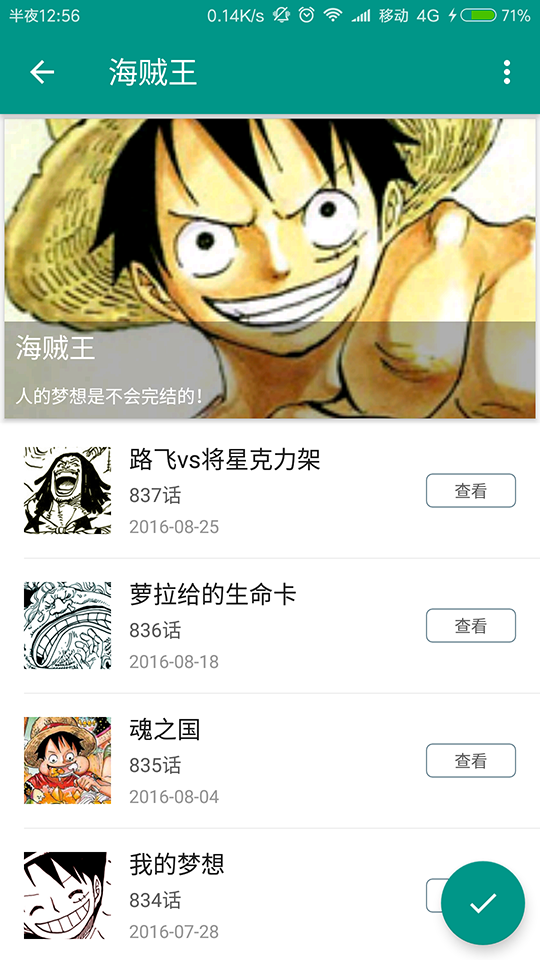 半夜12:56 0.14K/s 移动 4G 71%
海贼王
海贼王
人的梦想是不会完结的!
路飞vs将星克力架
837话
查看
2016-08-25
萝拉给的生命卡
836话
查看
2016-08-18
魂之国
835话
查看
2016-08-04
我的梦想
834话
2016-07-28